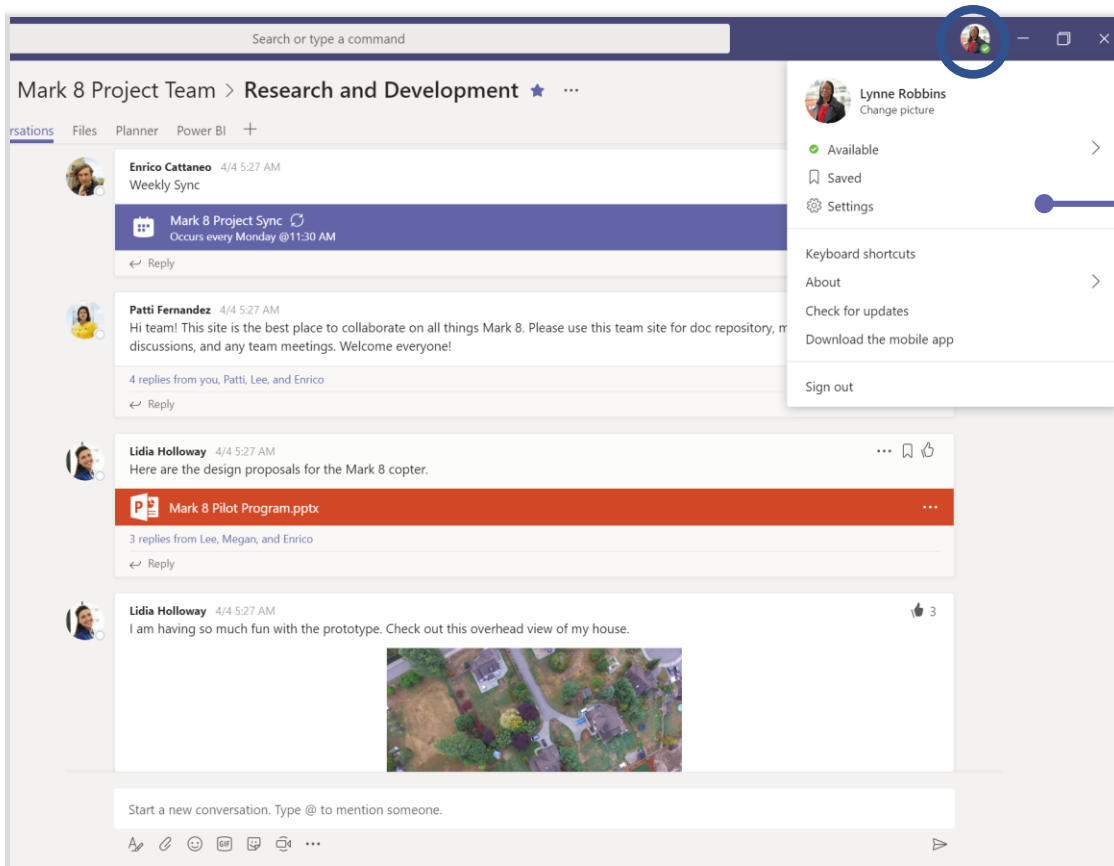 Search or type a command
Mark 8 Project Team > Research and Development
rsations Files Planner Power BI
Lynne Robbins
Change picture
Available
Saved
Settings
Keyboard shortcuts
About
Check for updates
Download the mobile app
Sign out
Enrico Cattaneo 4/4 5:27 AM
Weekly Sync
Mark 8 Project Sync
Occurs every Monday @11:30 AM
Reply
Patti Fernandez 4/4 5:27 AM
Hi team! This site is the best place to collaborate on all things Mark 8. Please use this team site for doc repository, m
discussions, and any team meetings. Welcome everyone!
4 replies from you, Patti, Lee, and Enrico
Reply
Lidia Holloway 4/4 5:27 AM
Here are the design proposals for the Mark 8 copter.
Mark 8 Pilot Program.pptx
3 replies from Lee, Megan, and Enrico
Reply
Lidia Holloway 4/4 5:27 AM
3
I am having so much fun with the prototype. Check out this overhead view of my house.
Start a new conversation. Type @ to mention someone.
GIF